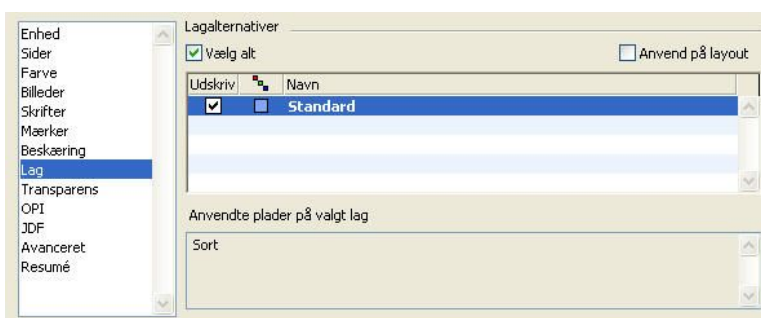 Enhed
Sider
Farve
Billeder
Skrifter
Mærker
Beskæring
Lag
Transparens
OPI
JDF
Avanceret
Resumé
Lagalternativer
Vælg alt
Anvend på layout
Udskriv Navn
Standard
Anvendte plader på valgt lag
Sort